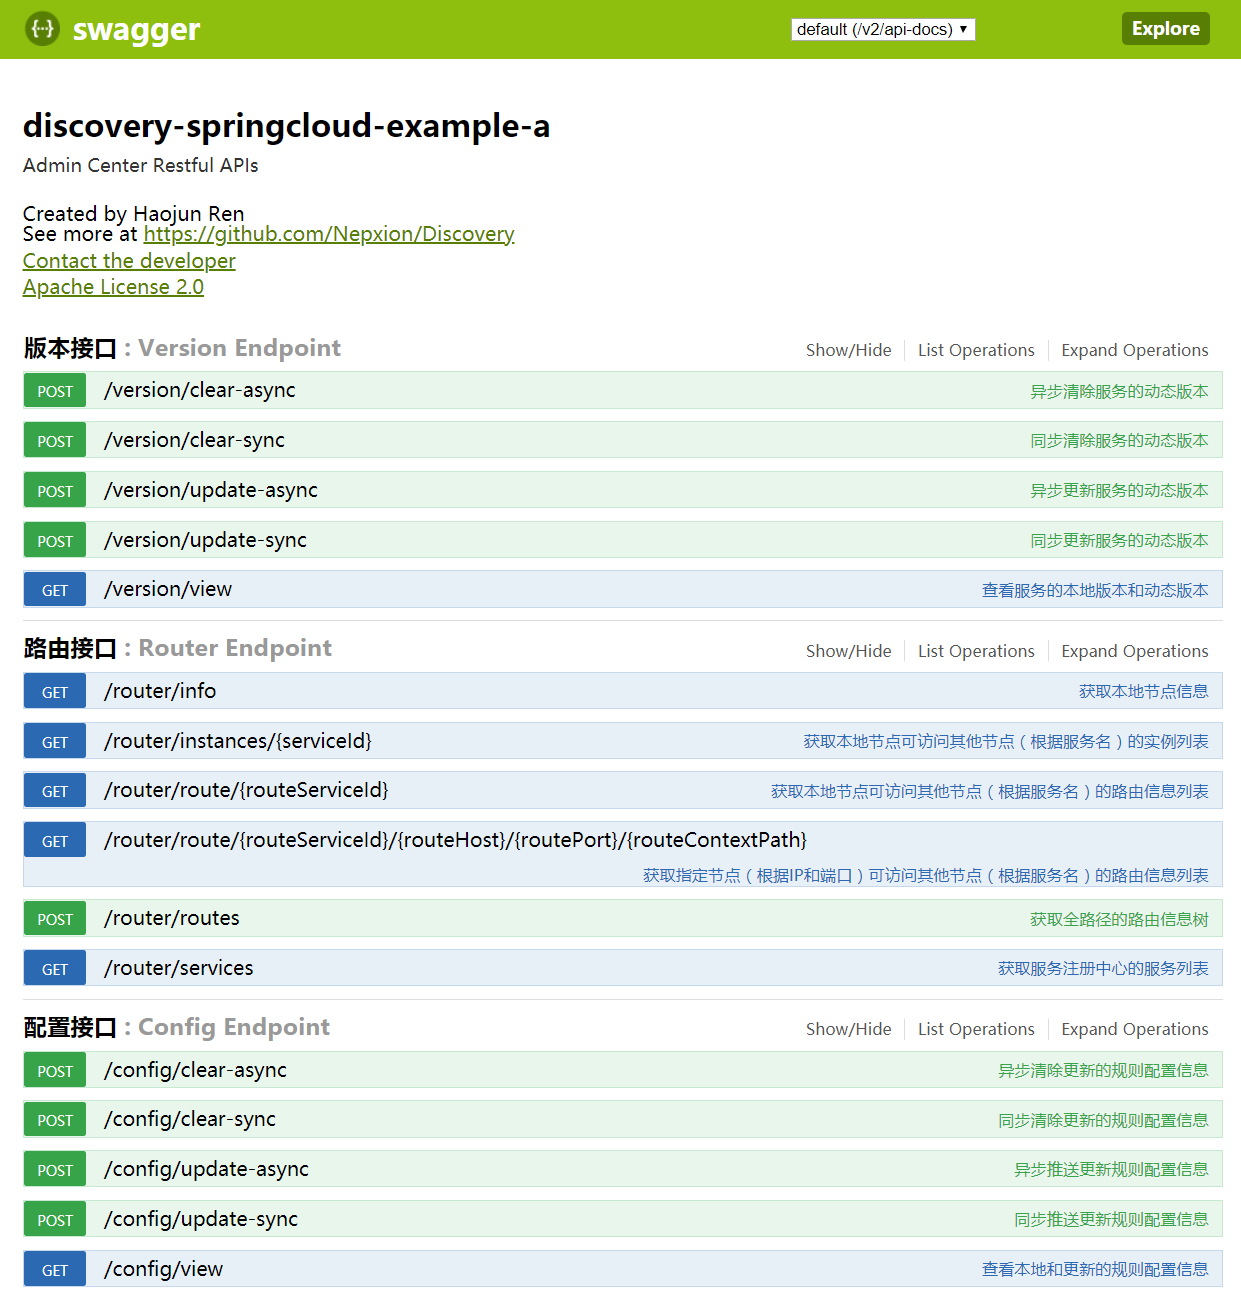 {···} swagger default (/v2/api-docs) ▼ Explore
discovery-springcloud-example-a
Admin Center Restful APIs
Created by Haojun Ren
See more at https://github.com/Nepxion/Discovery
Contact the developer
Apache License 2.0
版本接口 : Version Endpoint Show/Hide List Operations Expand Operations
POST /version/clear-async 异步清除服务的动态版本
POST /version/clear-sync 同步清除服务的动态版本
POST /version/update-async 异步更新服务的动态版本
POST /version/update-sync 同步更新服务的动态版本
GET /version/view 查看服务的本地版本和动态版本
路由接口 : Router Endpoint Show/Hide List Operations Expand Operations
GET /router/info 获取本地节点信息
GET /router/instances/{serviceId} 获取本地节点可访问其他节点（根据服务名）的实例列表
GET /router/route/{routeServiceId} 获取本地节点可访问其他节点（根据服务名）的路由信息列表
GET /router/route/{routeServiceId}/{routeHost}/{routePort}/{routeContextPath}
获取指定节点（根据IP和端口）可访问其他节点（根据服务名）的路由信息列表
POST /router/routes 获取全路径的路由信息树
GET /router/services 获取服务注册中心的服务列表
配置接口 : Config Endpoint Show/Hide List Operations Expand Operations
POST /config/clear-async 异步清除更新的规则配置信息
POST /config/clear-sync 同步清除更新的规则配置信息
POST /config/update-async 异步推送更新规则配置信息
POST /config/update-sync 同步推送更新规则配置信息
GET /config/view 查看本地和更新的规则配置信息